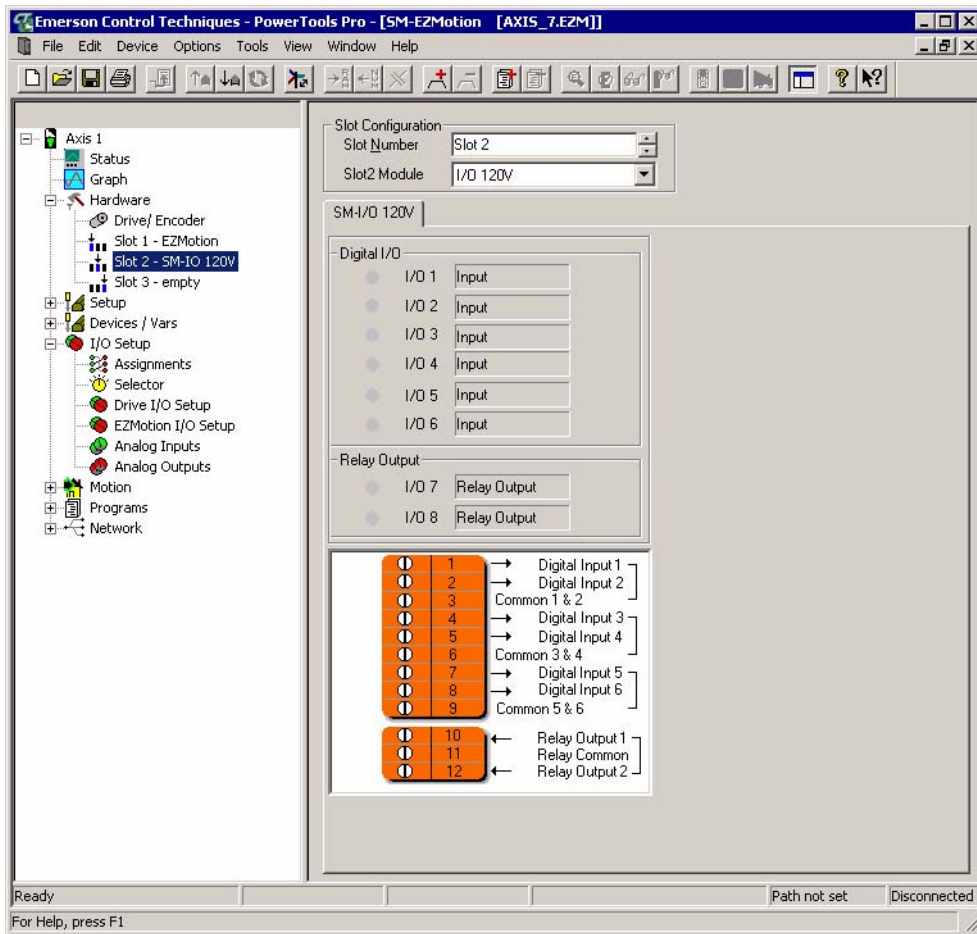 Emerson Control Techniques - PowerTools Pro - [SM-EZMotion [AXIS_7.EZM]]
File Edit Device Options Tools View Window Help
Axis 1
Status
Graph
Hardware
Drive/ Encoder
Slot 1 - EZMotion
Slot 2 - SM-IO 120V
Slot 3 - empty
Setup
Devices / Vars
I/O Setup
Assignments
Selector
Drive I/O Setup
EZMotion I/O Setup
Analog Inputs
Analog Outputs
Motion
Programs
Network
Slot Configuration
Slot Number Slot 2
Slot2 Module I/O 120V
SM-I/O 120V
Digital I/O
I/O 1 Input
I/O 2 Input
I/O 3 Input
I/O 4 Input
I/O 5 Input
I/O 6 Input
Relay Output
I/O 7 Relay Output
I/O 8 Relay Output
1 Digital Input 1
2 Digital Input 2
3 Common 1 & 2
4 Digital Input 3
5 Digital Input 4
6 Common 3 & 4
7 Digital Input 5
8 Digital Input 6
9 Common 5 & 6
10 Relay Output 1
11 Relay Common
12 Relay Output 2
Ready Path not set Disconnected
For Help, press F1